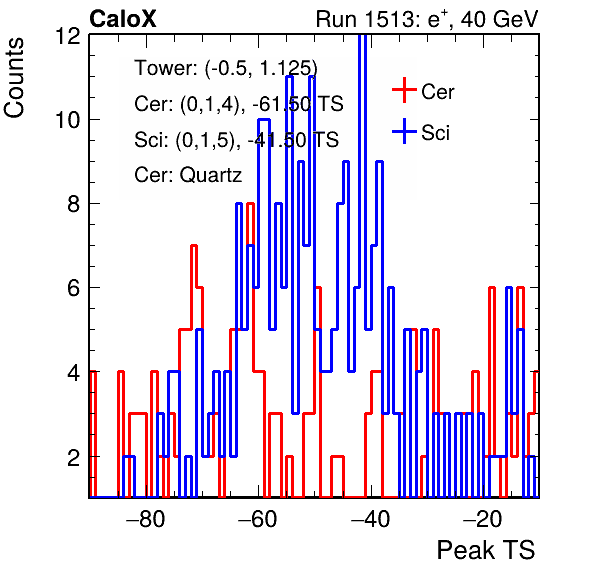 CaloX Run 1513: e⁺, 40 GeV
Counts
12
10
8
6
4
2
Tower: (-0.5, 1.125)
Cer: (0,1,4), -61.50 TS
Sci: (0,1,5), -41.50 TS
Cer: Quartz
Cer
Sci
−80 −60 −40 −20
Peak TS